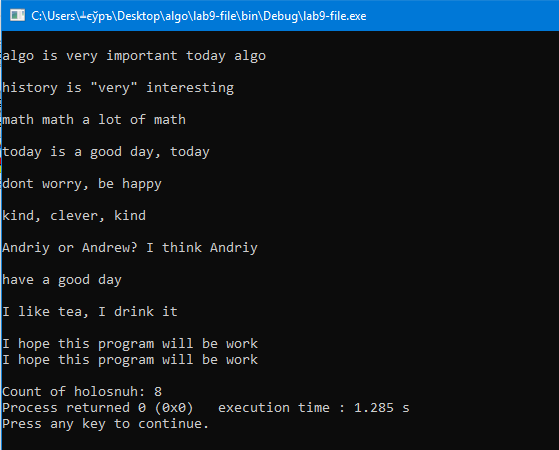 C:\Users\┴эєўръ\Desktop\algo\lab9-file\bin\Debug\lab9-file.exe
algo is very important today algo
history is "very" interesting
math math a lot of math
today is a good day, today
dont worry, be happy
kind, clever, kind
Andriy or Andrew? I think Andriy
have a good day
I like tea, I drink it
I hope this program will be work
I hope this program will be work
Count of holosnuh: 8
Process returned 0 (0x0)   execution time : 1.285 s
Press any key to continue.